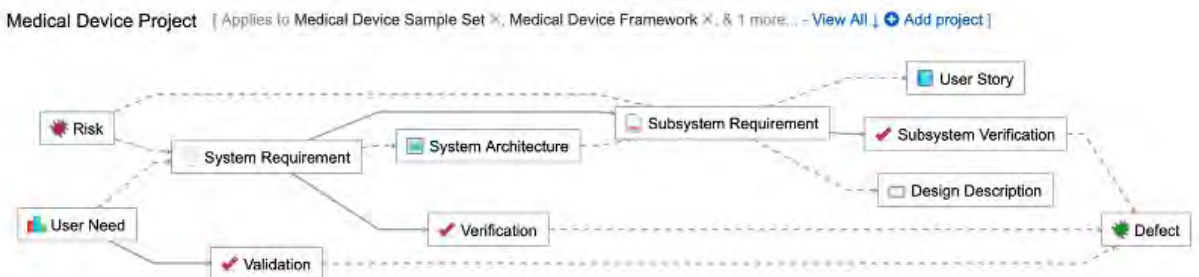 Medical Device Project [ Applies to Medical Device Sample Set ×, Medical Device Framework ×, & 1 more... - View All ↓ Add project ]
User Story
Risk
Subsystem Requirement
Subsystem Verification
System Architecture
System Requirement
Design Description
User Need
Verification
Defect
Validation